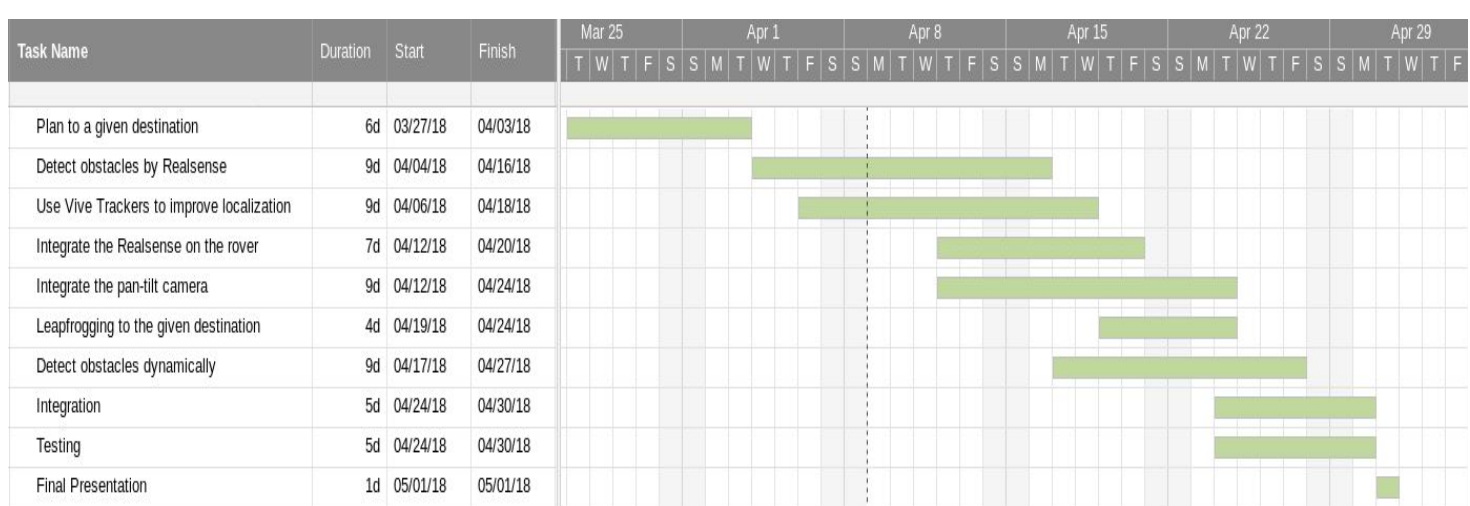 Mar 25 Apr 1 Apr 8 Apr 15 Apr 22 Apr 29
Task Name Duration Start Finish
T W T F S S M T W T F S S M T W T F S S M T W T F S S M T W T F S S M T W T F
Plan to a given destination 6d 03/27/18 04/03/18
Detect obstacles by Realsense 9d 04/04/18 04/16/18
Use Vive Trackers to improve localization 9d 04/06/18 04/18/18
Integrate the Realsense on the rover 7d 04/12/18 04/20/18
Integrate the pan-tilt camera 9d 04/12/18 04/24/18
Leapfrogging to the given destination 4d 04/19/18 04/24/18
Detect obstacles dynamically 9d 04/17/18 04/27/18
Integration 5d 04/24/18 04/30/18
Testing 5d 04/24/18 04/30/18
Final Presentation 1d 05/01/18 05/01/18